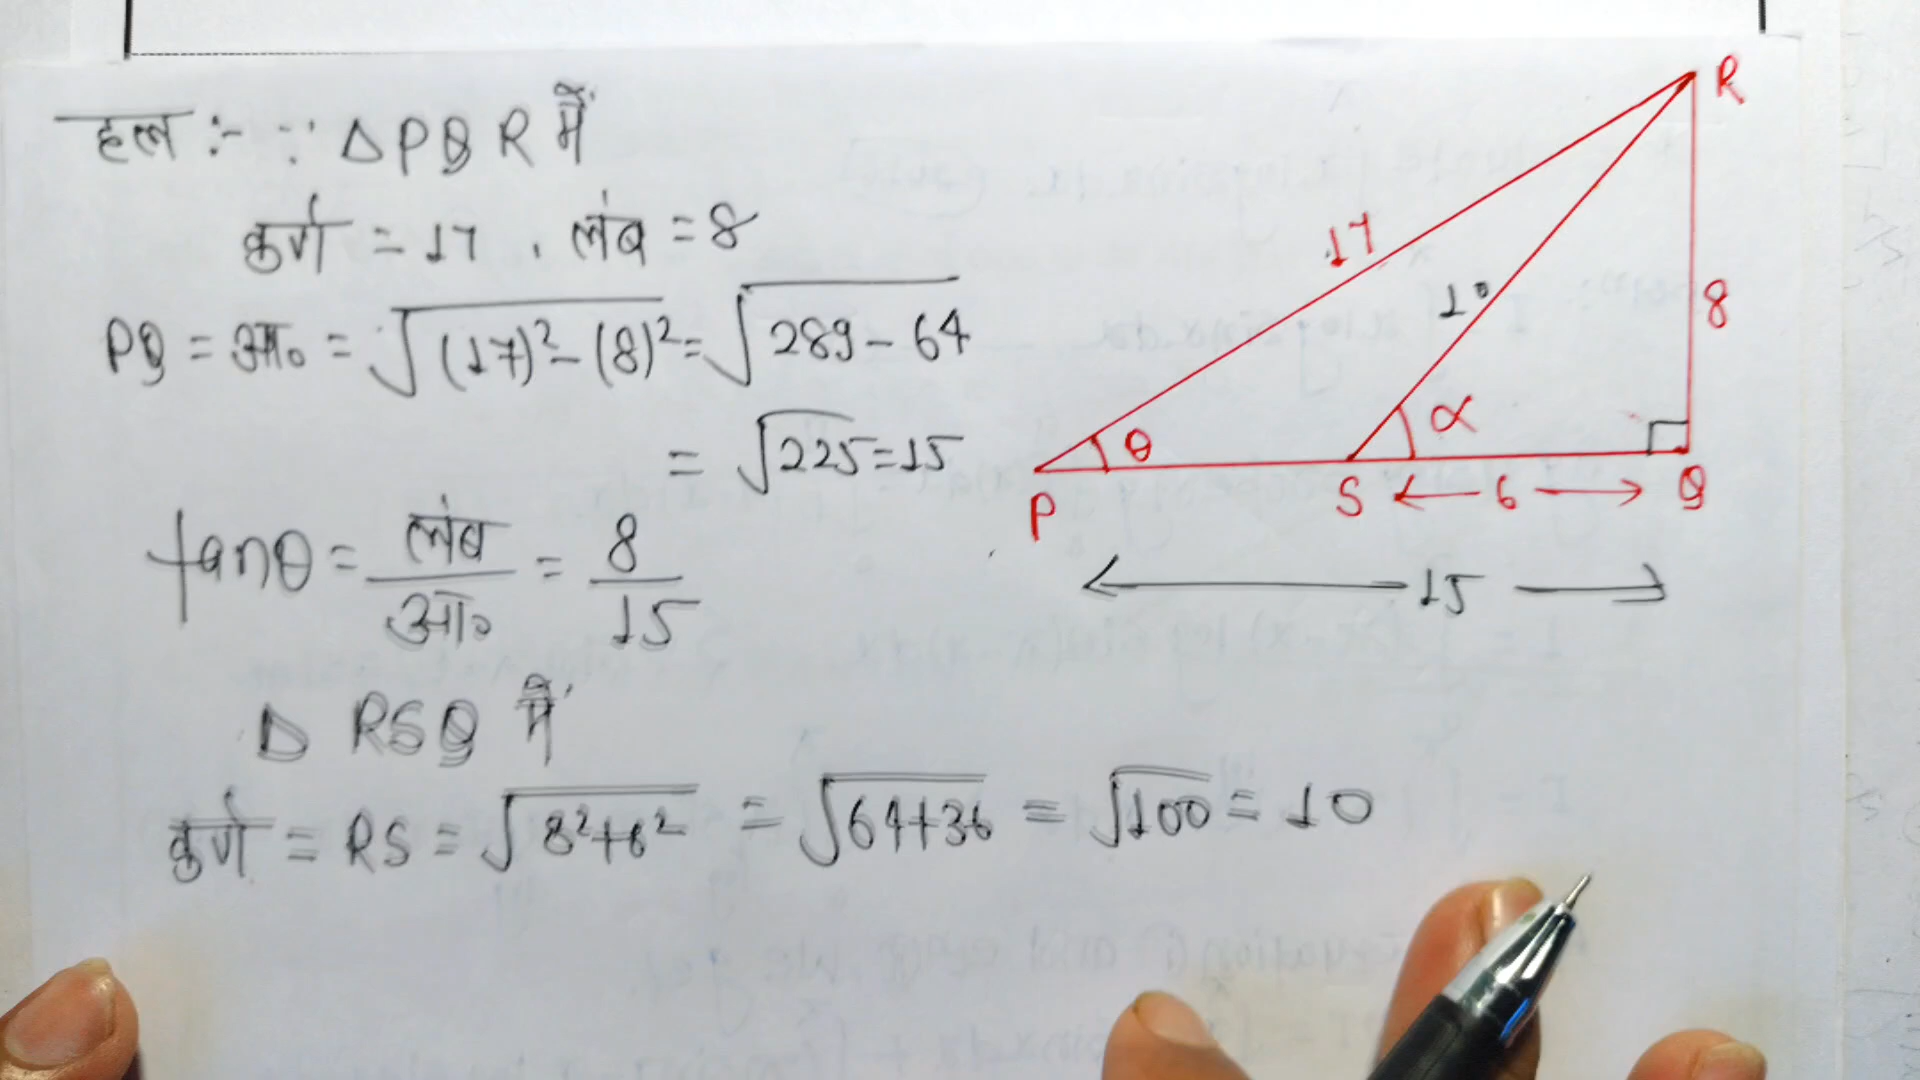 हल :- ∵ Δ PQR में
कर्ण = 17 , लंब = 8
PQ = आ० = √(17)² - (8)² = √289 - 64
= √225 = 15
tanθ = लंब/आ० = 8/15
Δ RSQ में
कर्ण = RS = √8²+6² = √64+36 = √100 = 10
R
17
10
8
θ
α
P
S
6
Q
15